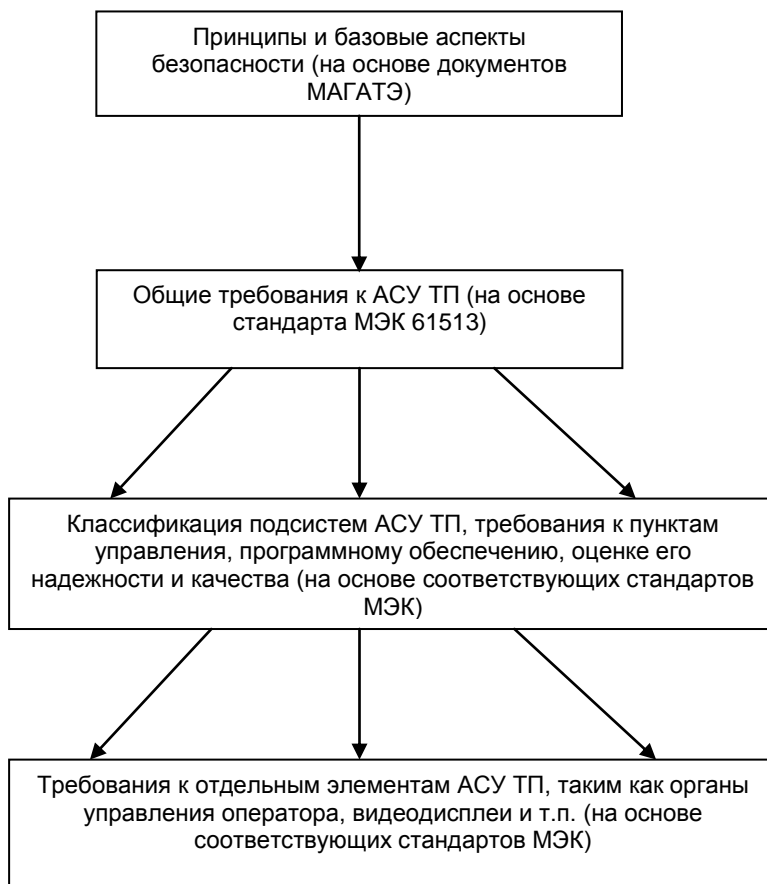 Принципы и базовые аспекты
безопасности (на основе документов
МАГАТЭ)
Общие требования к АСУ ТП (на основе
стандарта МЭК 61513)
Классификация подсистем АСУ ТП, требования к пунктам
управления, программному обеспечению, оценке его
надежности и качества (на основе соответствующих стандартов
МЭК)
Требования к отдельным элементам АСУ ТП, таким как органы
управления оператора, видеодисплеи и т.п. (на основе
соответствующих стандартов МЭК)